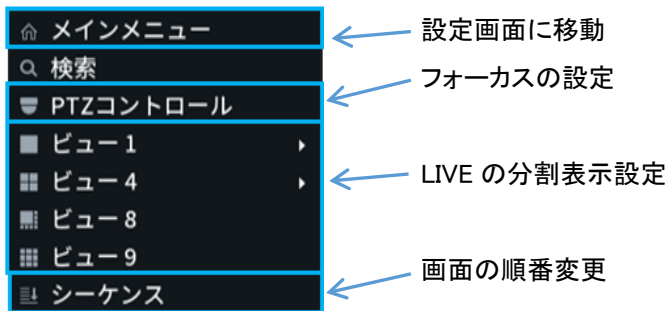 メインメニュー
設定画面に移動
検索
フォーカスの設定
PTZコントロール
ビュー 1
ビュー 4
LIVE の分割表示設定
ビュー 8
ビュー 9
画面の順番変更
シーケンス